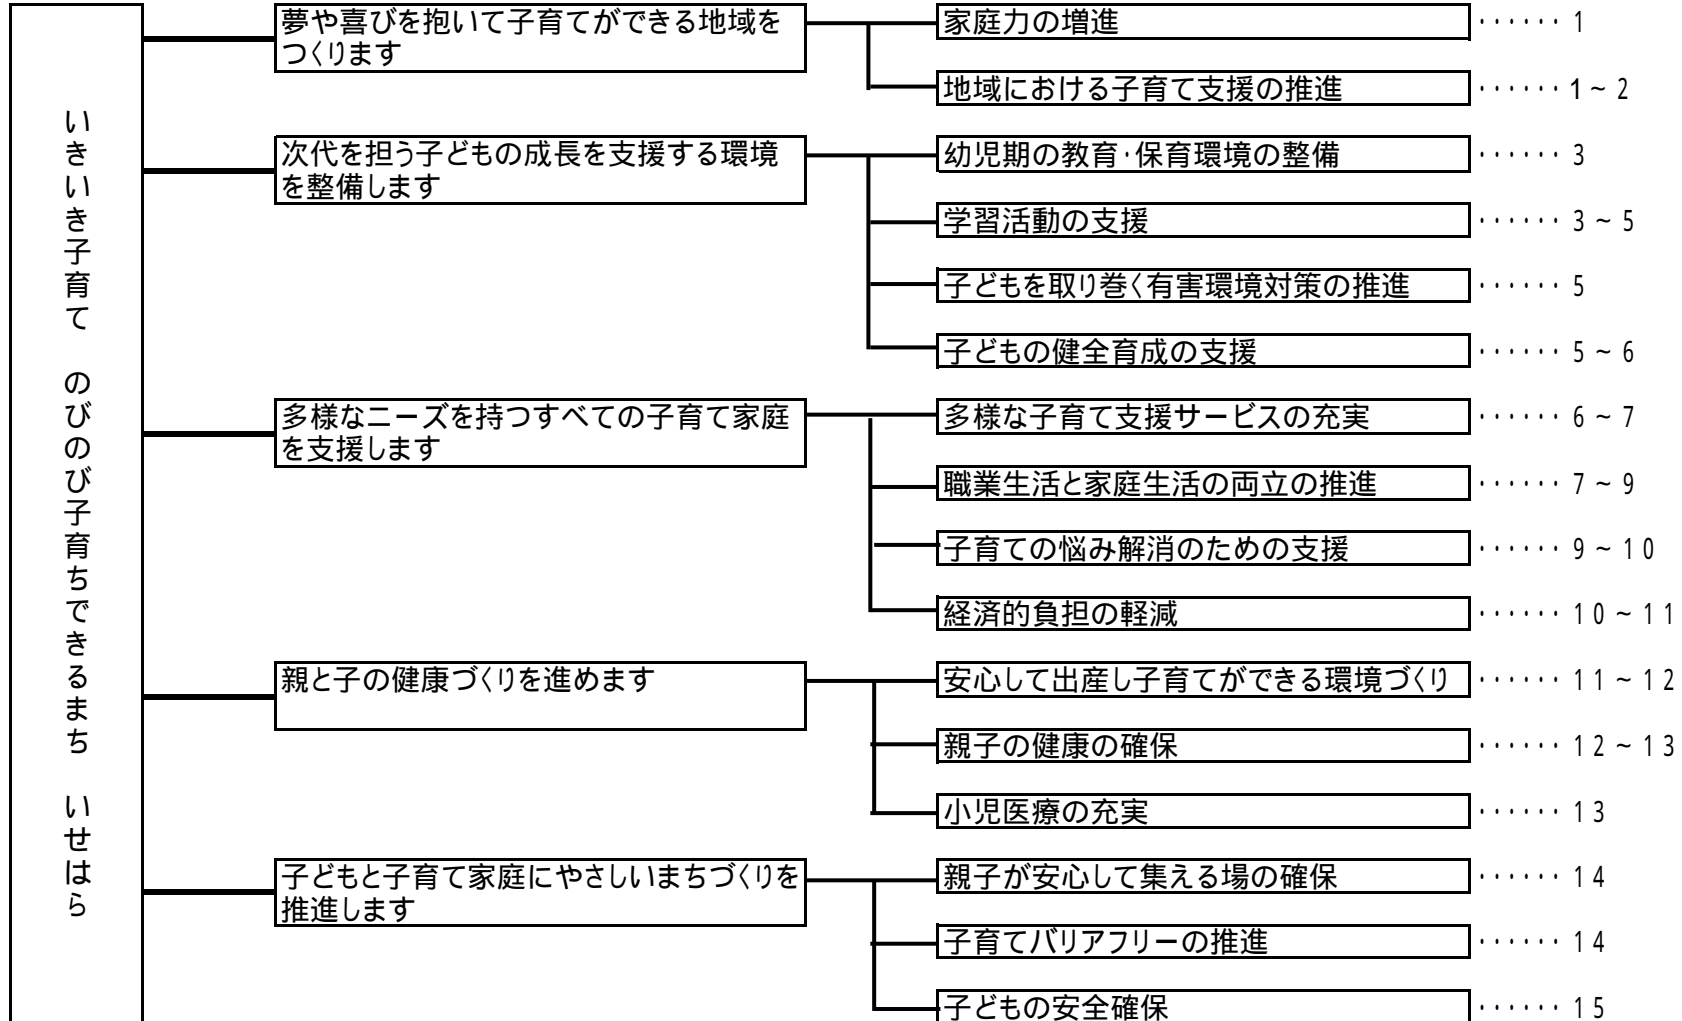 いきいき子育て　のびのび子育ちできるまち　いせはら
夢や喜びを抱いて子育てができる地域を
つくります
家庭力の増進 ･･････ 1
地域における子育て支援の推進 ･･････ 1～2
次代を担う子どもの成長を支援する環境
を整備します
幼児期の教育･保育環境の整備 ･･････ 3
学習活動の支援 ･･････ 3～5
子どもを取り巻く有害環境対策の推進 ･･････ 5
子どもの健全育成の支援 ･･････ 5～6
多様なニーズを持つすべての子育て家庭
を支援します
多様な子育て支援サービスの充実 ･･････ 6～7
職業生活と家庭生活の両立の推進 ･･････ 7～9
子育ての悩み解消のための支援 ･･････ 9～10
経済的負担の軽減 ･･････ 10～11
親と子の健康づくりを進めます
安心して出産し子育てができる環境づくり ･･････ 11～12
親子の健康の確保 ･･････ 12～13
小児医療の充実 ･･････ 13
子どもと子育て家庭にやさしいまちづくりを
推進します
親子が安心して集える場の確保 ･･････ 14
子育てバリアフリーの推進 ･･････ 14
子どもの安全確保 ･･････ 15